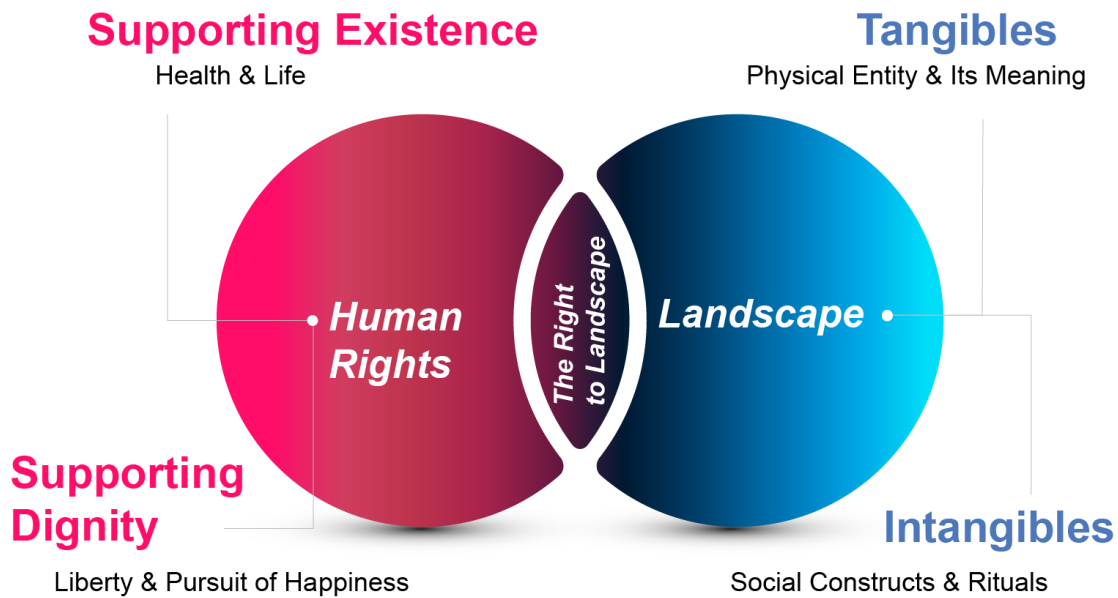 Supporting Existence
Health & Life
Tangibles
Physical Entity & Its Meaning
Human
Rights
The Right
to Landscape
Landscape
Supporting
Dignity
Liberty & Pursuit of Happiness
Intangibles
Social Constructs & Rituals